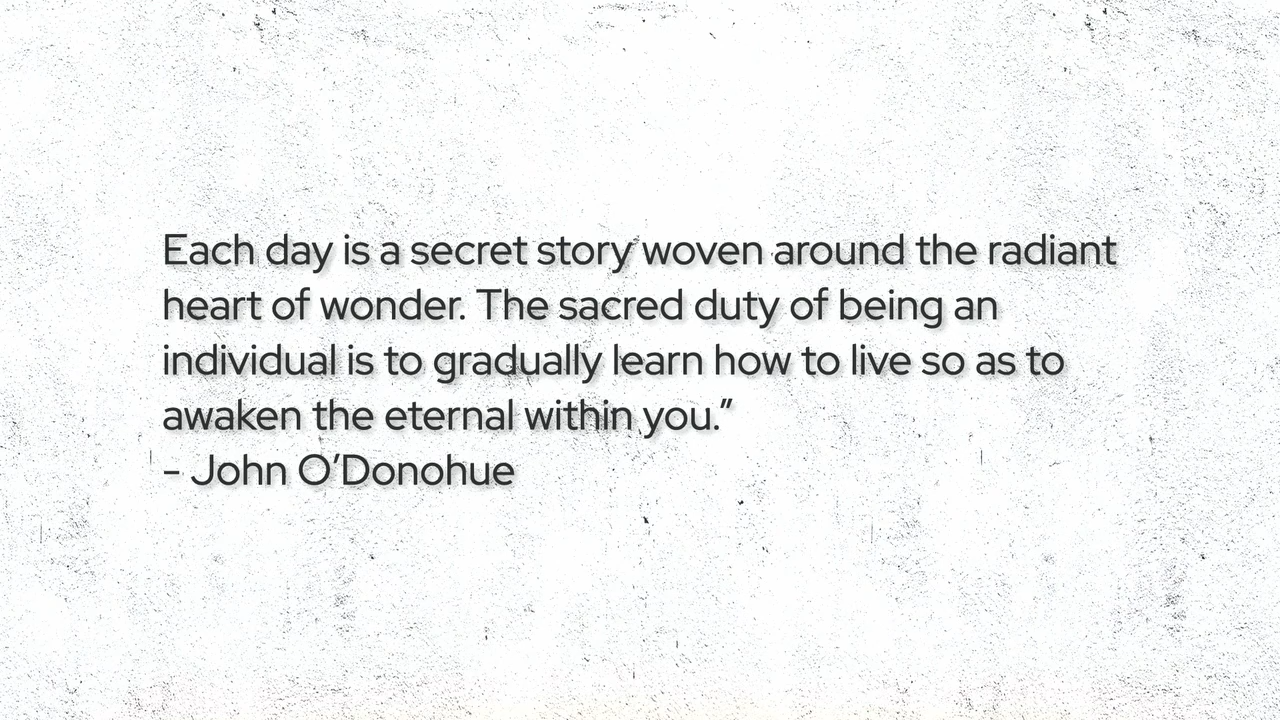 Each day is a secret story woven around the radiant
heart of wonder. The sacred duty of being an
individual is to gradually learn how to live so as to
awaken the eternal within you.”
- John O’Donohue